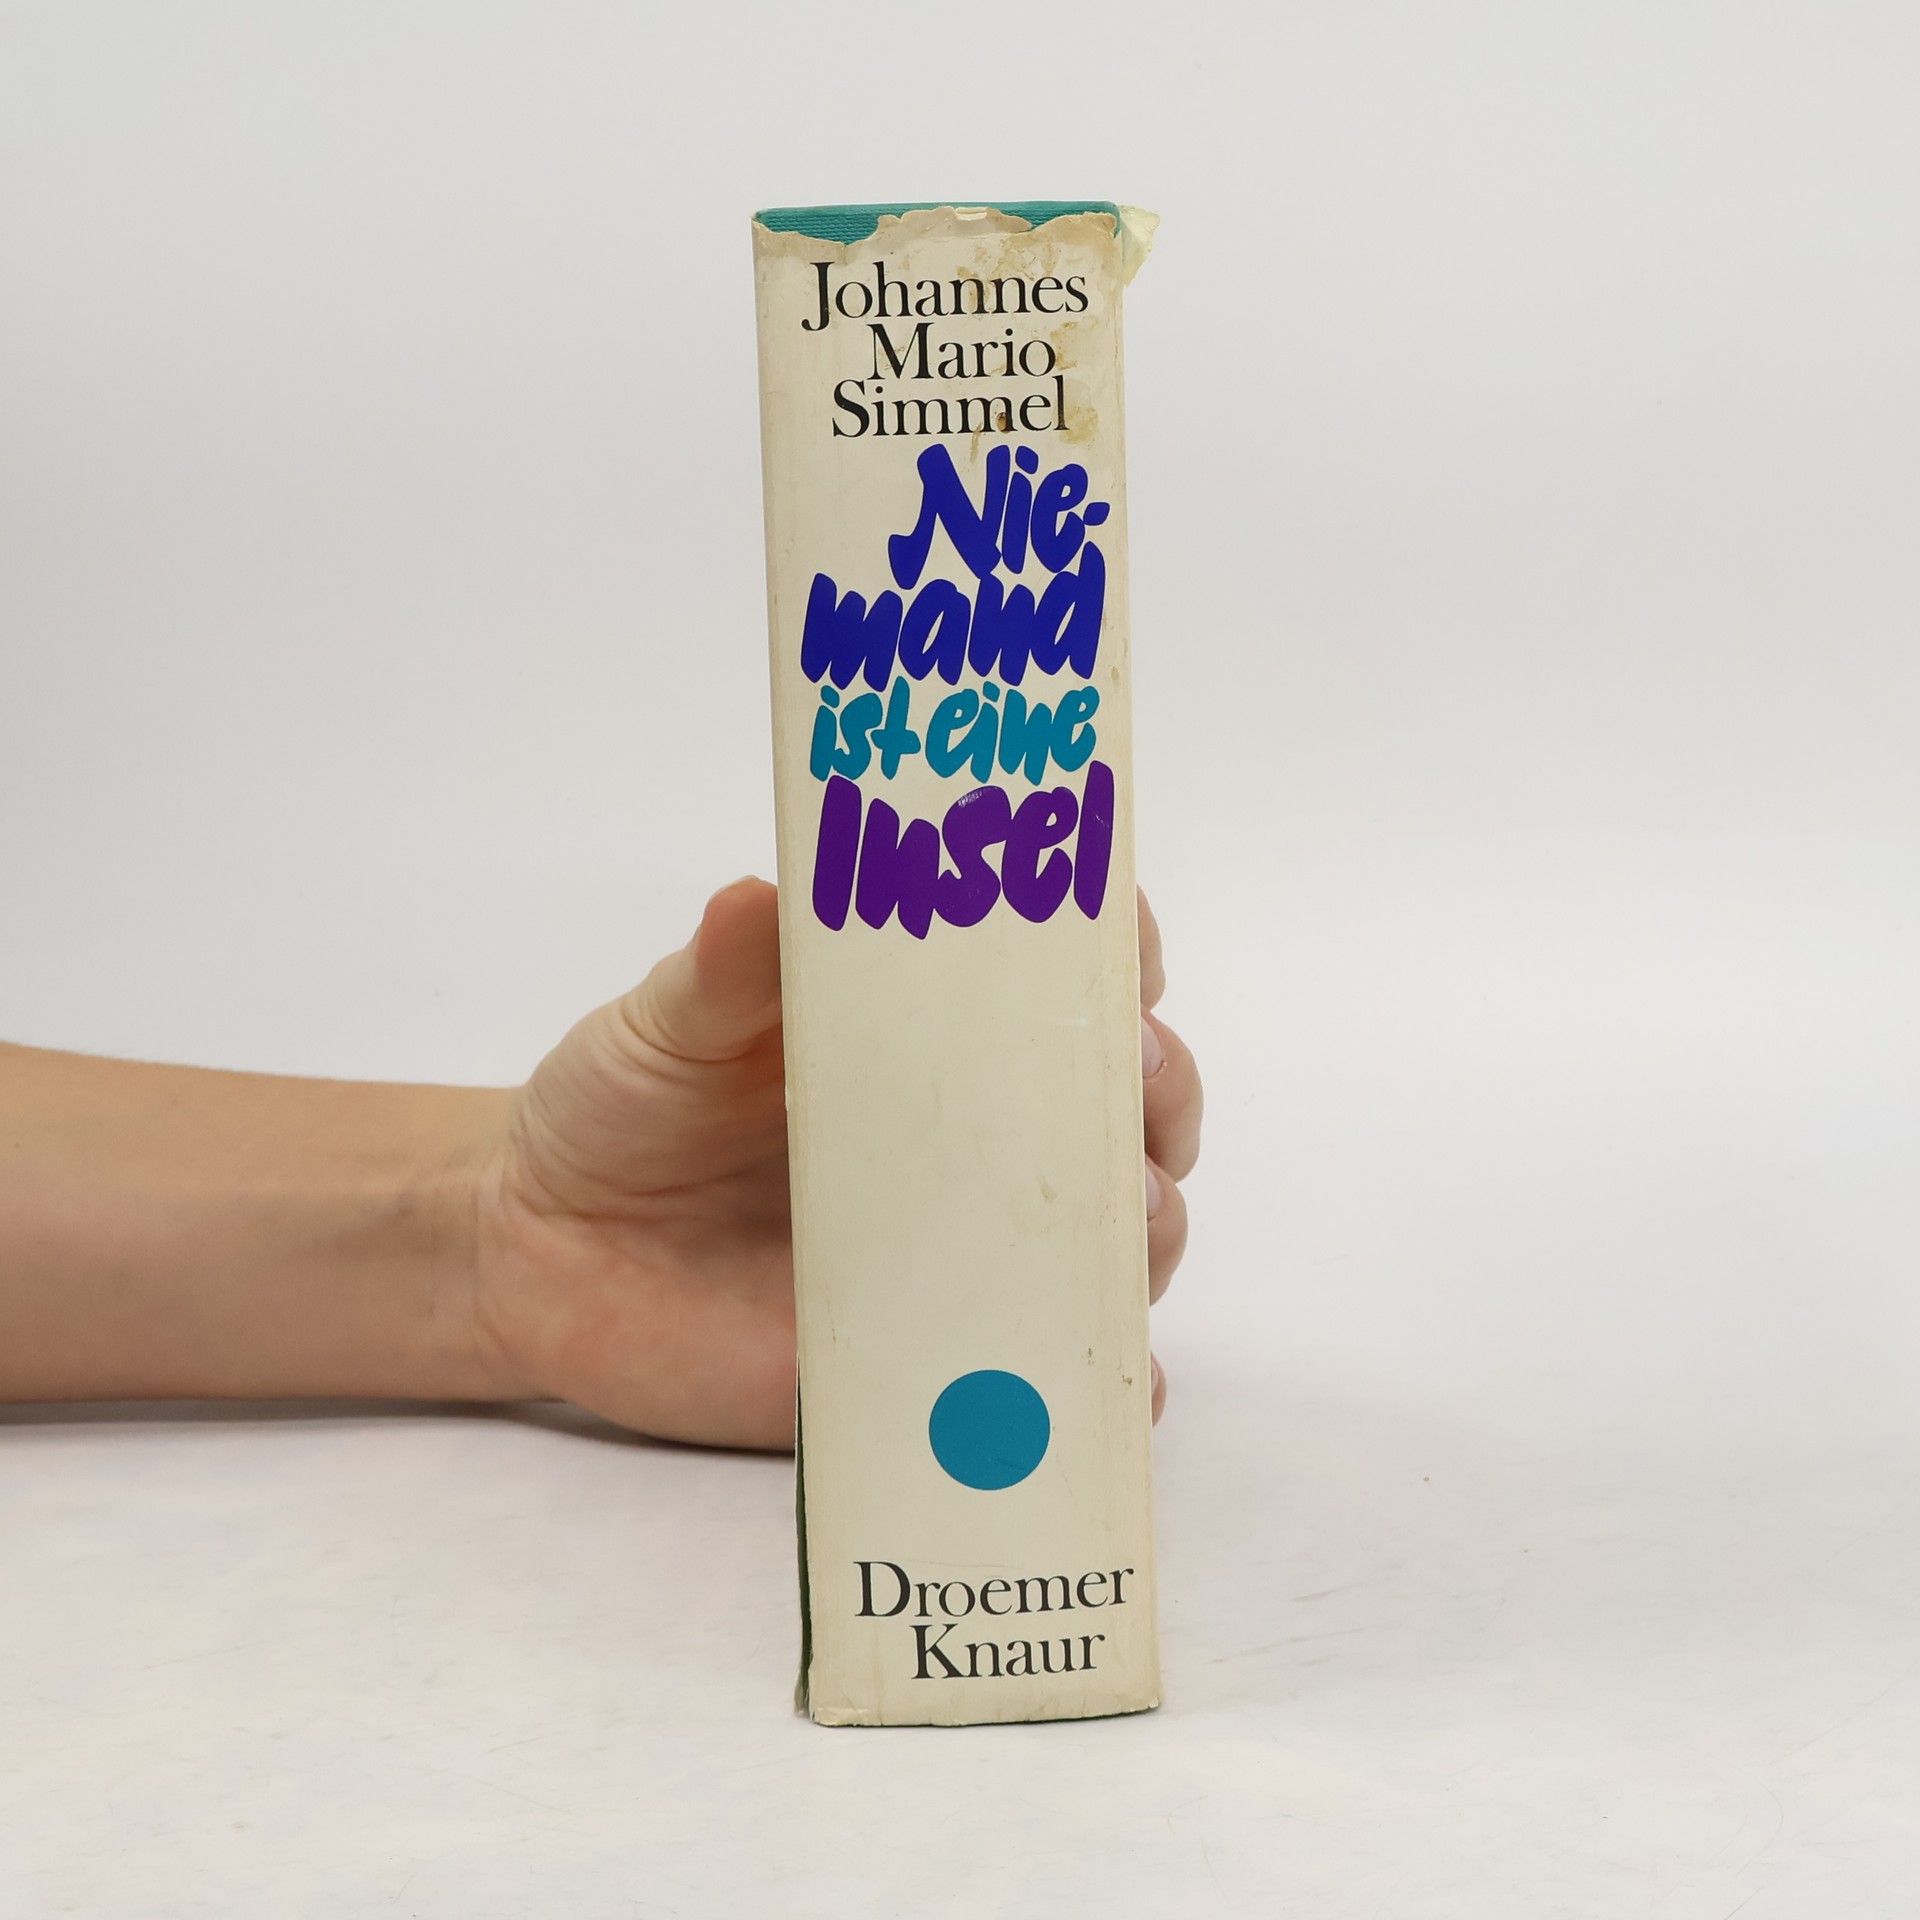 Johannes
Mario
Simmel
Nie-
mand
ist eine
Insel
Droemer
Knaur